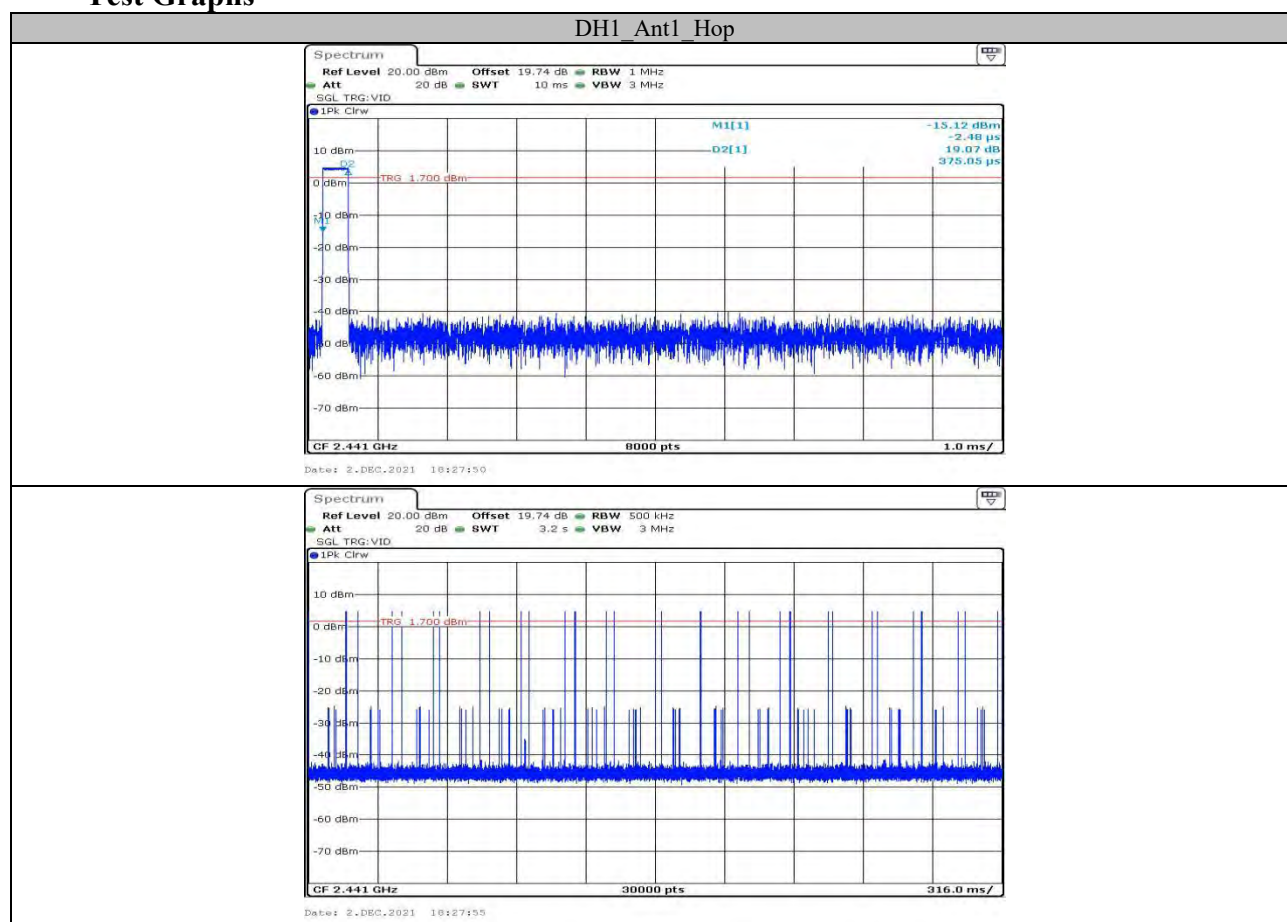 Test Graphs
DH1_Ant1_Hop
Spectrum
Ref Level 20.00 dBm Offset 19.74 dB RBW 1 MHz
Att 20 dB SWT 10 ms VBW 3 MHz
SGL TRG:VID
1Pk Clrw
M1[1] -15.12 dBm
-2.48 µs
10 dBm D2[1] 19.07 dB
375.05 µs
D2
0 dBm TRG 1.700 dBm
-10 dBm
M1
-20 dBm
-30 dBm
-40 dBm
-50 dBm
-60 dBm
-70 dBm
CF 2.441 GHz 8000 pts 1.0 ms/
Date: 2.DEC.2021 18:27:50
Spectrum
Ref Level 20.00 dBm Offset 19.74 dB RBW 500 kHz
Att 20 dB SWT 3.2 s VBW 3 MHz
SGL TRG:VID
1Pk Clrw
10 dBm
0 dBm TRG 1.700 dBm
-10 dBm
-20 dBm
-30 dBm
-40 dBm
-50 dBm
-60 dBm
-70 dBm
CF 2.441 GHz 30000 pts 316.0 ms/
Date: 2.DEC.2021 18:27:55